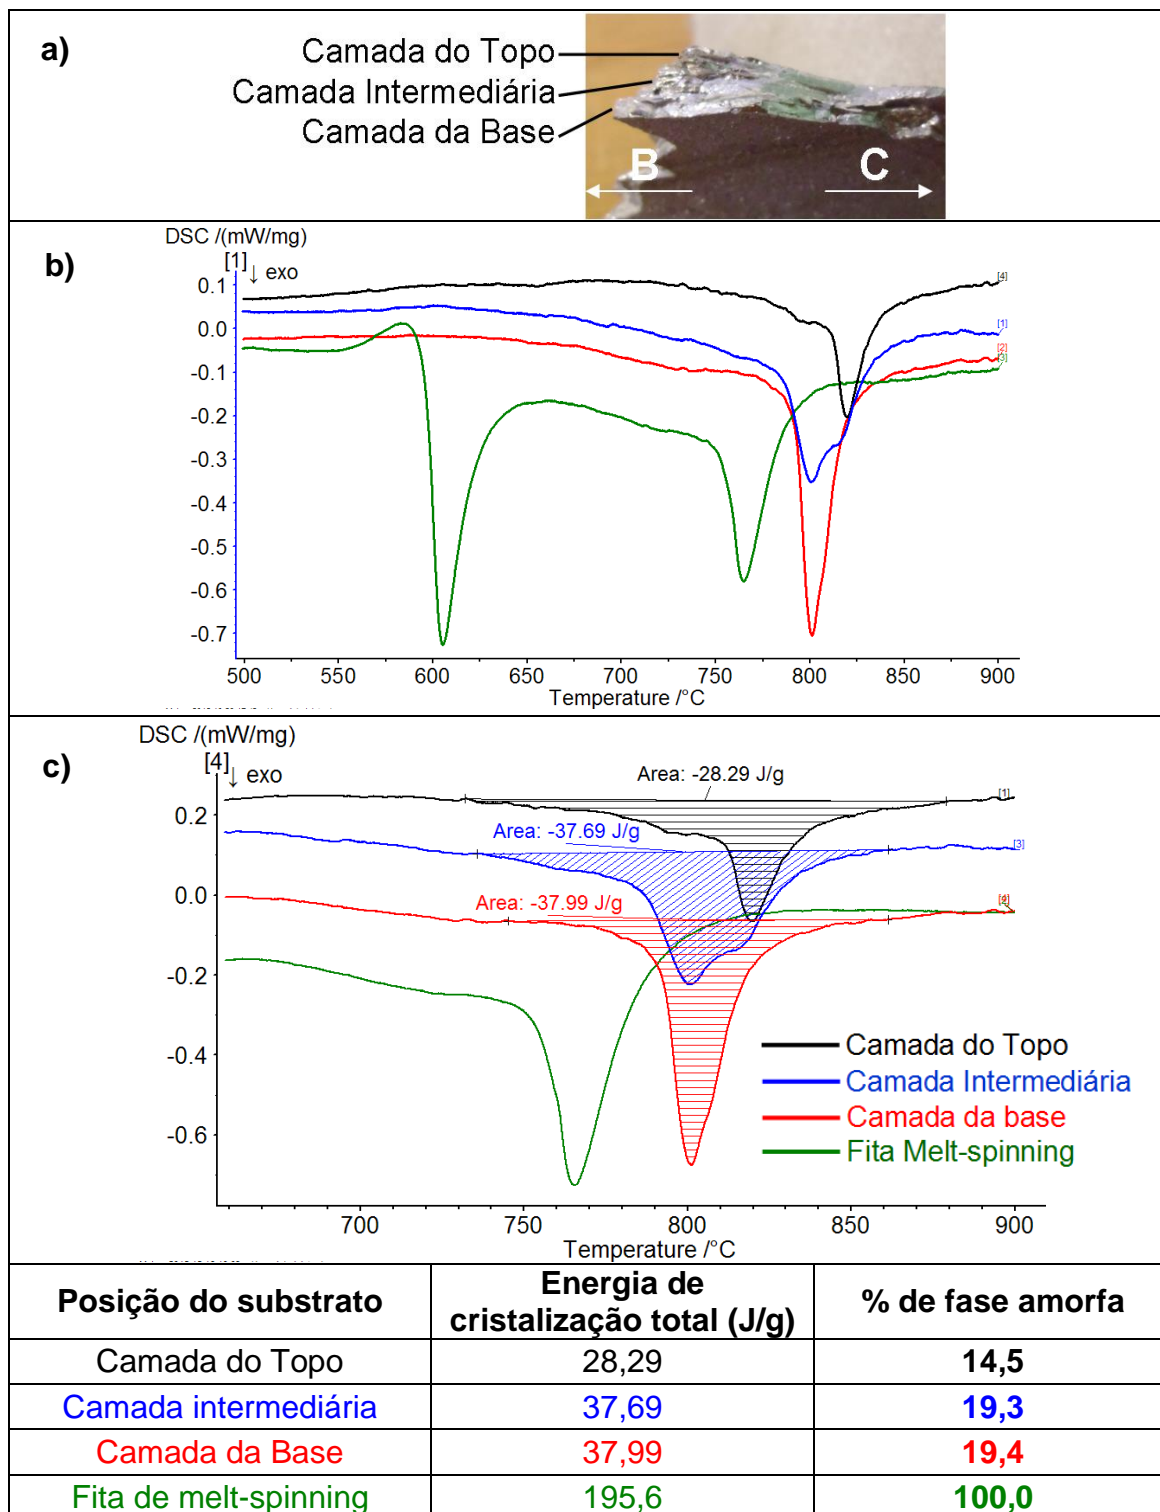 a)
Camada do Topo
Camada Intermediária
Camada da Base
B
C
b)
DSC /(mW/mg)
[1]
↓ exo
0.1
0.0
-0.1
-0.2
-0.3
-0.4
-0.5
-0.6
-0.7
[4]
[1]
[2]
[3]
500 550 600 650 700 750 800 850 900
Temperature /°C
c)
DSC /(mW/mg)
[4]
↓ exo
Area: -28.29 J/g
[1]
0.2
Area: -37.69 J/g
[3]
Area: -37.99 J/g
0.0
-0.2
-0.4
-0.6
Camada do Topo
Camada Intermediária
Camada da base
Fita Melt-spinning
700 750 800 850 900
Temperature /°C
Posição do substrato Energia de cristalização total (J/g) % de fase amorfa
Camada do Topo 28,29 14,5
Camada intermediária 37,69 19,3
Camada da Base 37,99 19,4
Fita de melt-spinning 195,6 100,0